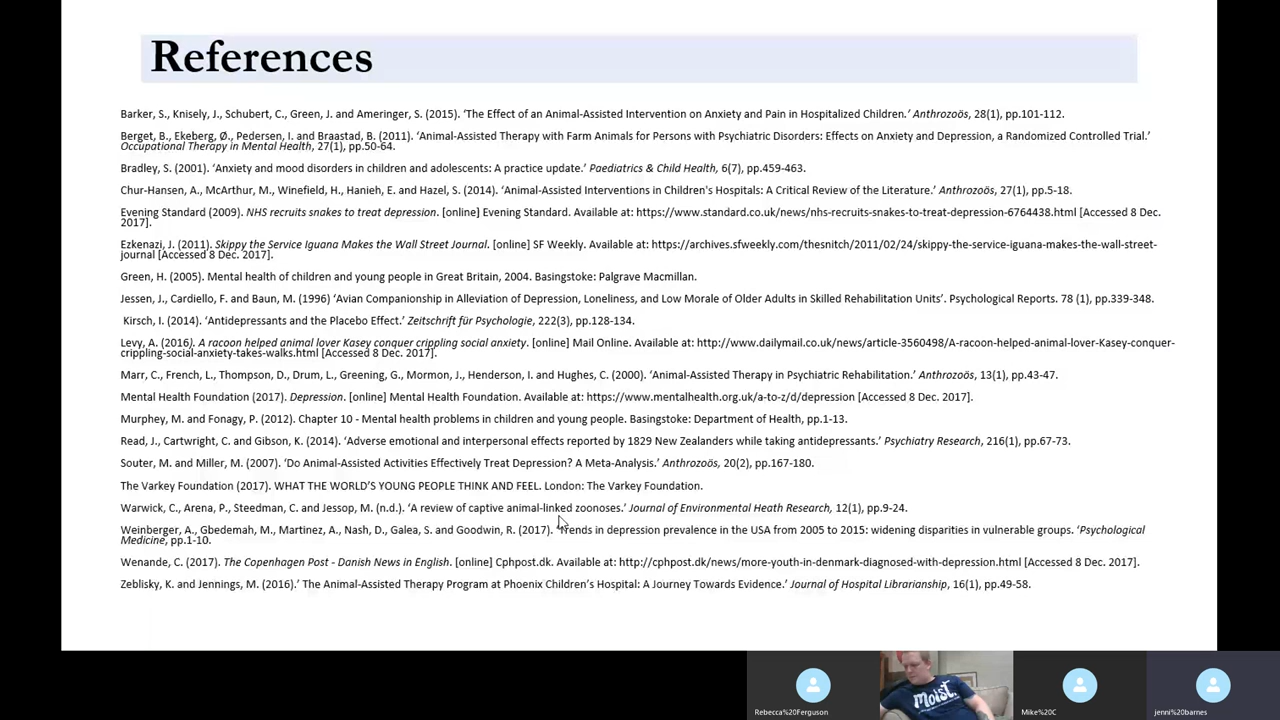 References
Barker, S., Knisely, J., Schubert, C., Green, J. and Ameringer, S. (2015). ‘The Effect of an Animal-Assisted Intervention on Anxiety and Pain in Hospitalized Children.’ Anthrozoös, 28(1), pp.101-112.
Berget, B., Ekeberg, Ø., Pedersen, I. and Braastad, B. (2011). ‘Animal-Assisted Therapy with Farm Animals for Persons with Psychiatric Disorders: Effects on Anxiety and Depression, a Randomized Controlled Trial.’
Occupational Therapy in Mental Health, 27(1), pp.50-64.
Bradley, S. (2001). ‘Anxiety and mood disorders in children and adolescents: A practice update.’ Paediatrics & Child Health, 6(7), pp.459-463.
Chur-Hansen, A., McArthur, M., Winefield, H., Hanieh, E. and Hazel, S. (2014). ‘Animal-Assisted Interventions in Children's Hospitals: A Critical Review of the Literature.’ Anthrozoös, 27(1), pp.5-18.
Evening Standard (2009). NHS recruits snakes to treat depression. [online] Evening Standard. Available at: https://www.standard.co.uk/news/nhs-recruits-snakes-to-treat-depression-6764438.html [Accessed 8 Dec.
2017].
Ezkenazi, J. (2011). Skippy the Service Iguana Makes the Wall Street Journal. [online] SF Weekly. Available at: https://archives.sfweekly.com/thesnitch/2011/02/24/skippy-the-service-iguana-makes-the-wall-street-
journal [Accessed 8 Dec. 2017].
Green, H. (2005). Mental health of children and young people in Great Britain, 2004. Basingstoke: Palgrave Macmillan.
Jessen, J., Cardiello, F. and Baun, M. (1996) ‘Avian Companionship in Alleviation of Depression, Loneliness, and Low Morale of Older Adults in Skilled Rehabilitation Units’. Psychological Reports. 78 (1), pp.339-348.
Kirsch, I. (2014). ‘Antidepressants and the Placebo Effect.’ Zeitschrift für Psychologie, 222(3), pp.128-134.
Levy, A. (2016). A racoon helped animal lover Kasey conquer crippling social anxiety. [online] Mail Online. Available at: http://www.dailymail.co.uk/news/article-3560498/A-racoon-helped-animal-lover-Kasey-conquer-
crippling-social-anxiety-takes-walks.html [Accessed 8 Dec. 2017].
Marr, C., French, L., Thompson, D., Drum, L., Greening, G., Mormon, J., Henderson, I. and Hughes, C. (2000). ‘Animal-Assisted Therapy in Psychiatric Rehabilitation.’ Anthrozoös, 13(1), pp.43-47.
Mental Health Foundation (2017). Depression. [online] Mental Health Foundation. Available at: https://www.mentalhealth.org.uk/a-to-z/d/depression [Accessed 8 Dec. 2017].
Murphey, M. and Fonagy, P. (2012). Chapter 10 - Mental health problems in children and young people. Basingstoke: Department of Health, pp.1-13.
Read, J., Cartwright, C. and Gibson, K. (2014). ‘Adverse emotional and interpersonal effects reported by 1829 New Zealanders while taking antidepressants.’ Psychiatry Research, 216(1), pp.67-73.
Souter, M. and Miller, M. (2007). ‘Do Animal-Assisted Activities Effectively Treat Depression? A Meta-Analysis.’ Anthrozoös, 20(2), pp.167-180.
The Varkey Foundation (2017). WHAT THE WORLD’S YOUNG PEOPLE THINK AND FEEL. London: The Varkey Foundation.
Warwick, C., Arena, P., Steedman, C. and Jessop, M. (n.d.). ‘A review of captive animal-linked zoonoses.’ Journal of Environmental Heath Research, 12(1), pp.9-24.
Weinberger, A., Gbedemah, M., Martinez, A., Nash, D., Galea, S. and Goodwin, R. (2017). ‘Trends in depression prevalence in the USA from 2005 to 2015: widening disparities in vulnerable groups. ‘Psychological
Medicine, pp.1-10.
Wenande, C. (2017). The Copenhagen Post - Danish News in English. [online] Cphpost.dk. Available at: http://cphpost.dk/news/more-youth-in-denmark-diagnosed-with-depression.html [Accessed 8 Dec. 2017].
Zeblisky, K. and Jennings, M. (2016).’ The Animal-Assisted Therapy Program at Phoenix Children’s Hospital: A Journey Towards Evidence.’ Journal of Hospital Librarianship, 16(1), pp.49-58.
Moist.
Rebecca%20Ferguson
Mike%20C
jenni%20barnes